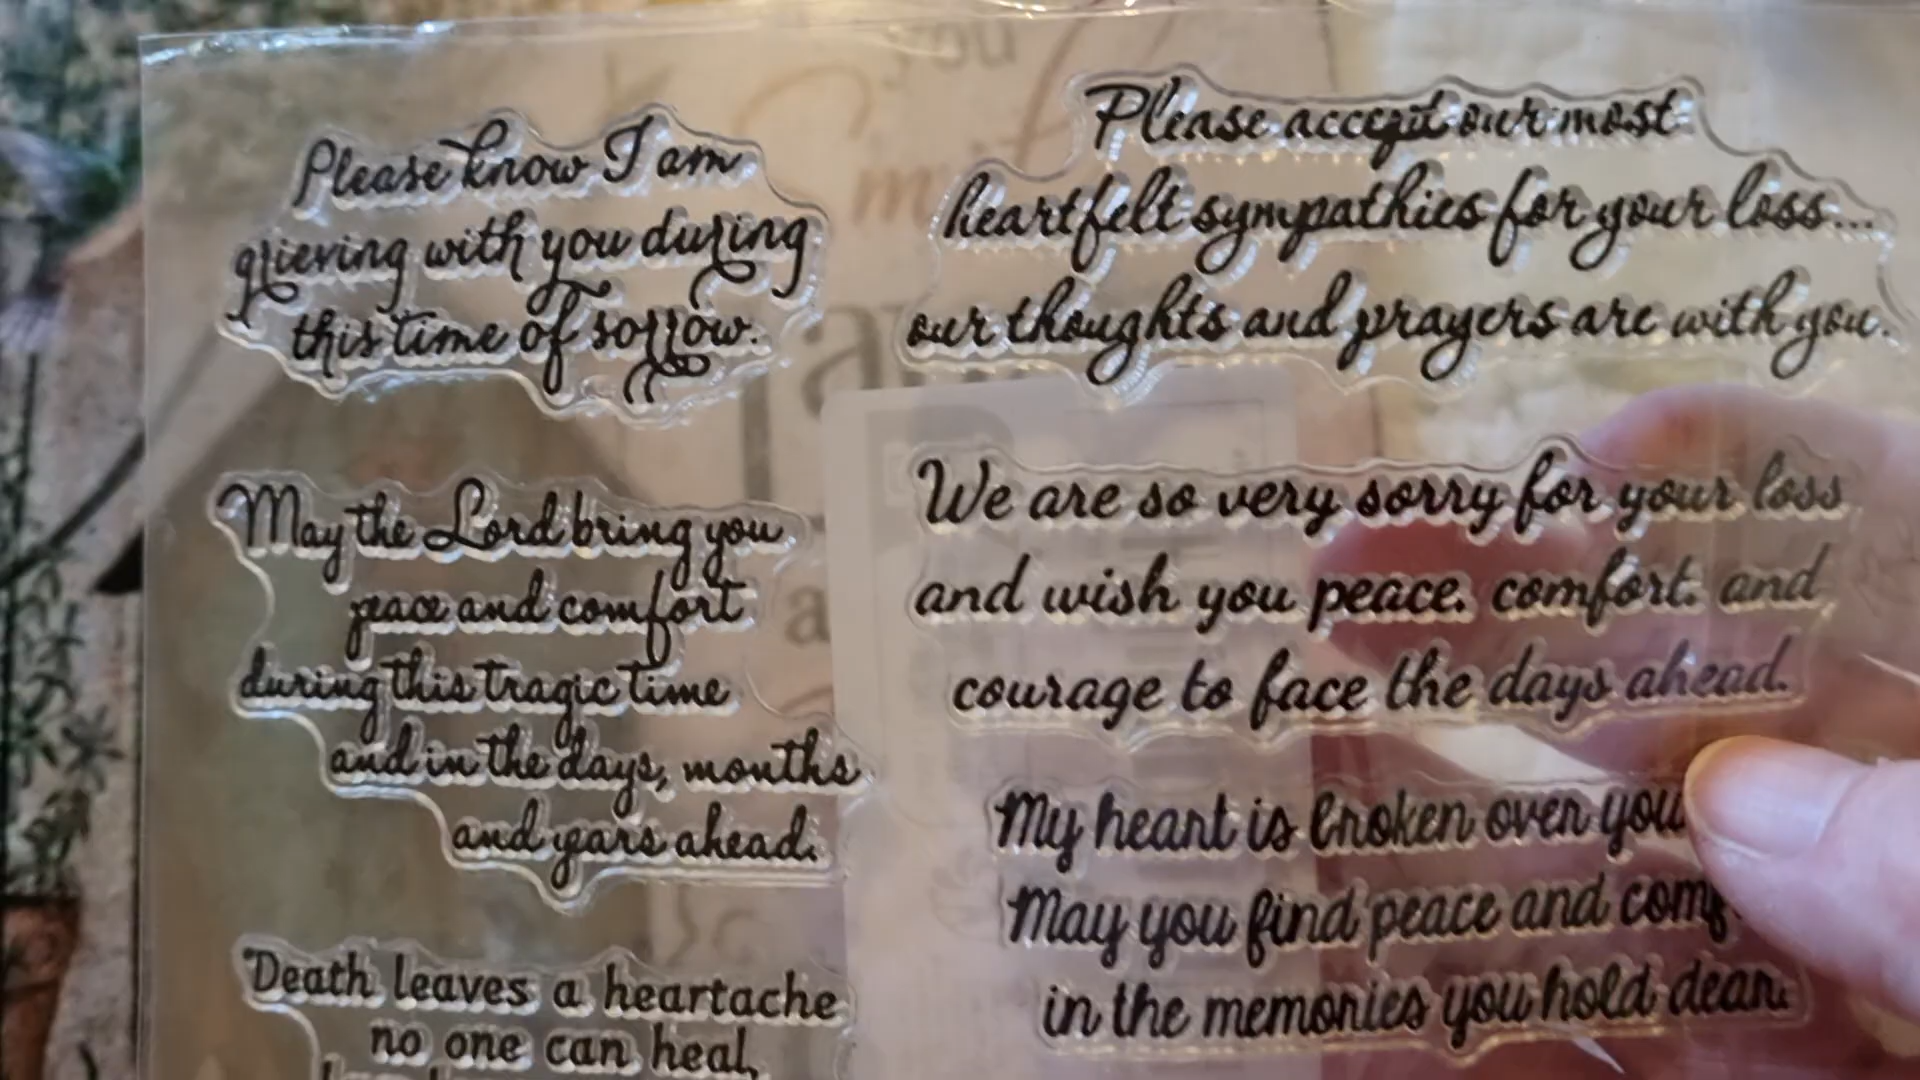 Please know I am
grieving with you during
this time of sorrow.
Please accept our most
heartfelt sympathies for your loss...
our thoughts and prayers are with you.
May the Lord bring you
peace and comfort
during this tragic time
and in the days, months
and years ahead.
We are so very sorry for your loss
and wish you peace. comfort. and
courage to face the days ahead.
My heart is broken over you
May you find peace and comf
in the memories you hold dear.
Death leaves a heartache
no one can heal,